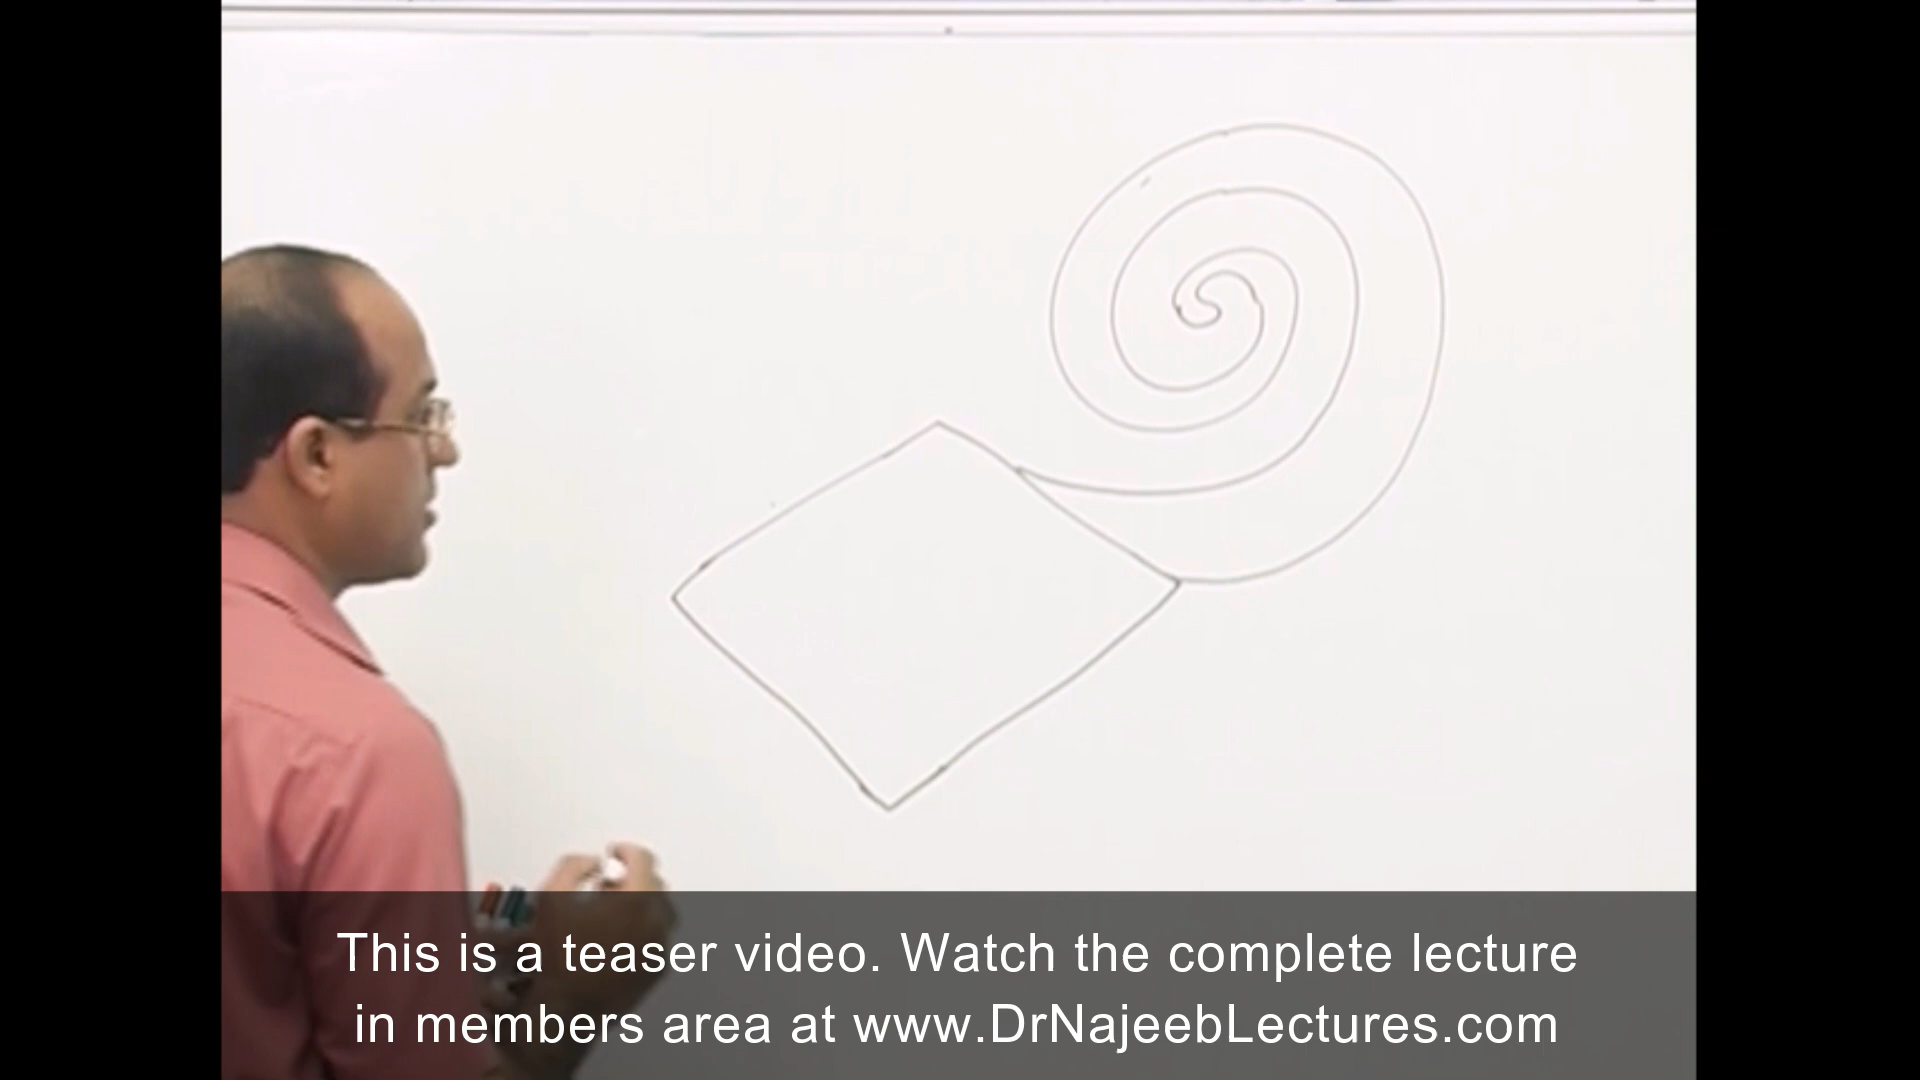 This is a teaser video. Watch the complete lecture
in members area at www.DrNajeebLectures.com